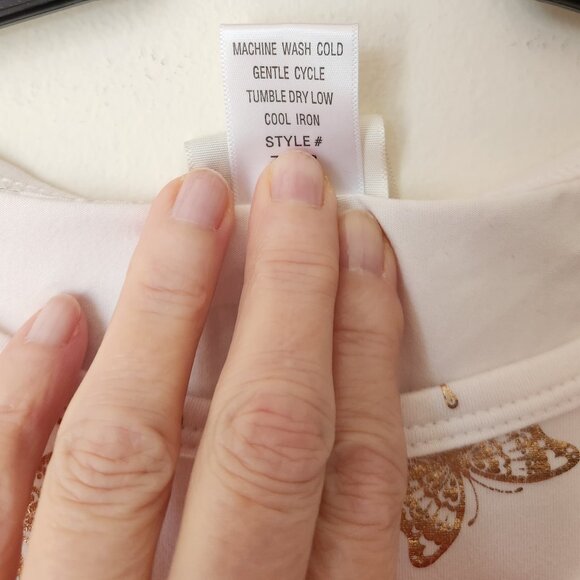 MACHINE WASH COLD
GENTLE CYCLE
TUMBLE DRY LOW
COOL IRON
STYLE #